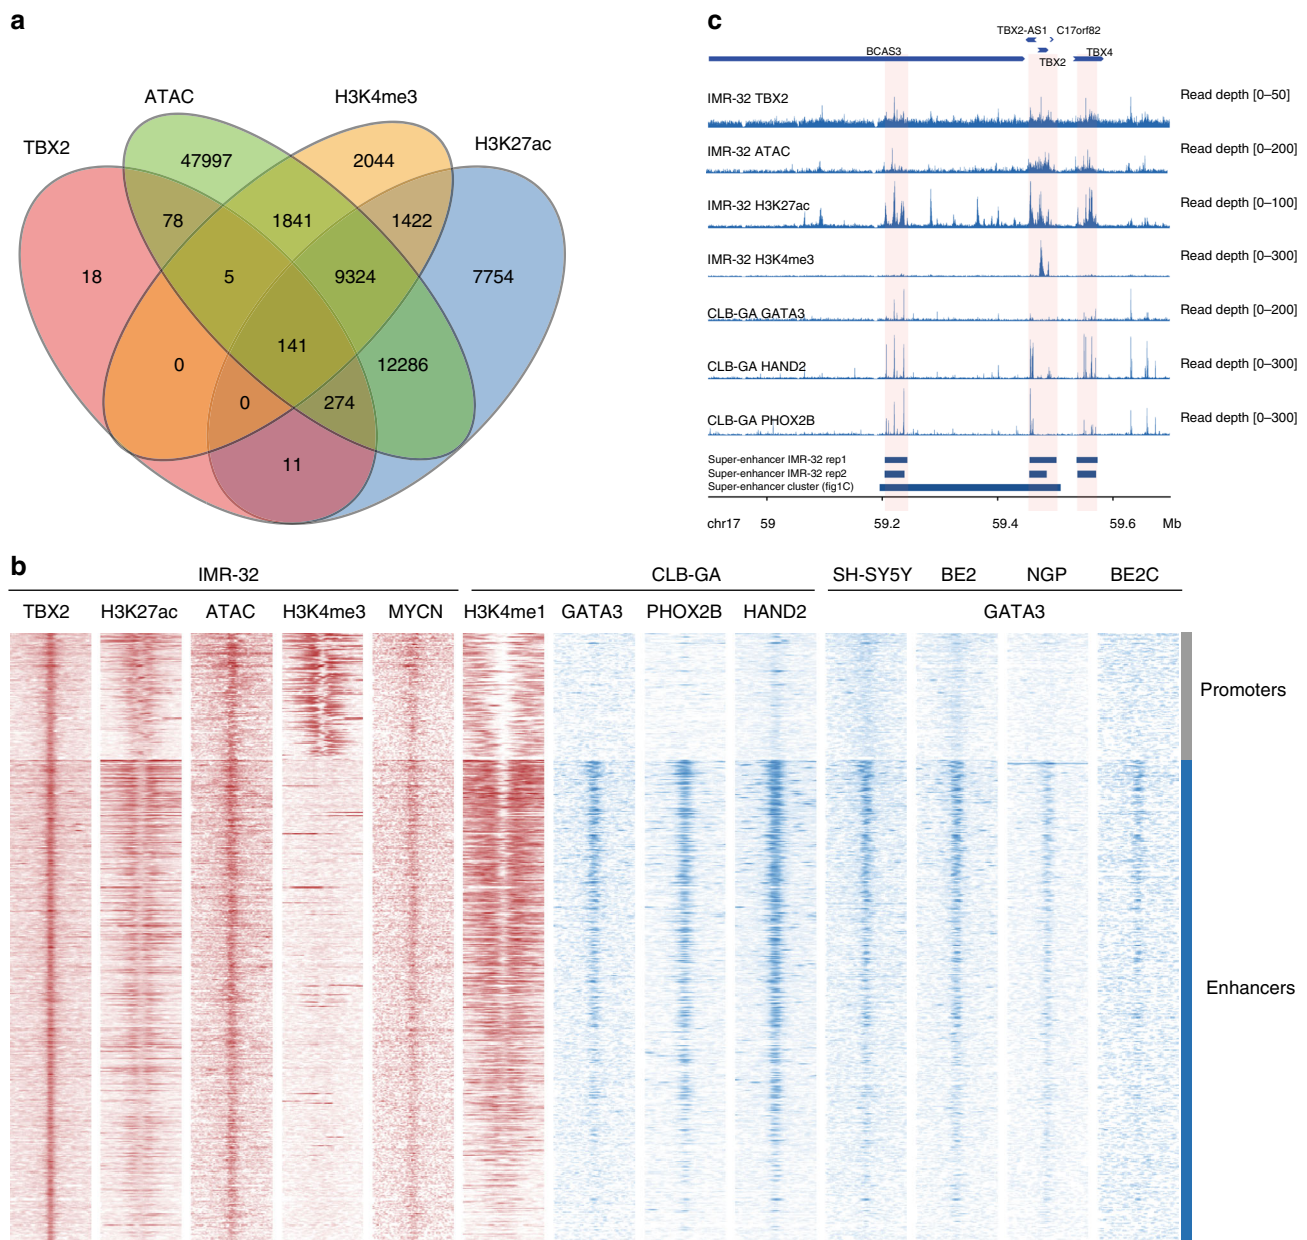 a
TBX2
ATAC
H3K4me3
H3K27ac
47997
2044
78
1841
1422
18
5
9324
7754
141
0
12286
0
274
11
c
TBX2-AS1
C17orf82
BCAS3
TBX2
TBX4
IMR-32 TBX2
Read depth [0–50]
IMR-32 ATAC
Read depth [0–200]
IMR-32 H3K27ac
Read depth [0–100]
IMR-32 H3K4me3
Read depth [0–300]
CLB-GA GATA3
Read depth [0–200]
CLB-GA HAND2
Read depth [0–300]
CLB-GA PHOX2B
Read depth [0–300]
Super-enhancer IMR-32 rep1
Super-enhancer IMR-32 rep2
Super-enhancer cluster (fig1C)
chr17 59 59.2 59.4 59.6 Mb
b
IMR-32 CLB-GA SH-SY5Y BE2 NGP BE2C
TBX2 H3K27ac ATAC H3K4me3 MYCN H3K4me1 GATA3 PHOX2B HAND2 GATA3
Promoters
Enhancers